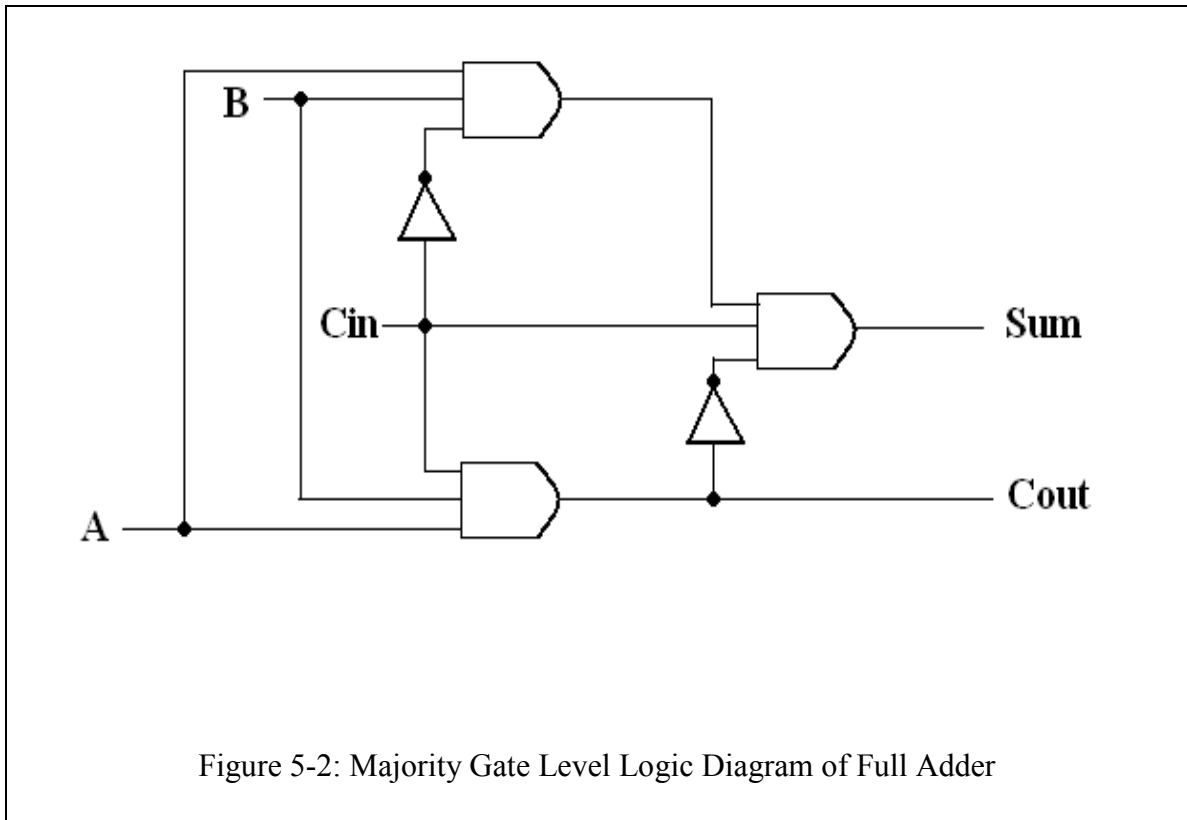 B
Cin
Sum
Cout
A
Figure 5-2: Majority Gate Level Logic Diagram of Full Adder